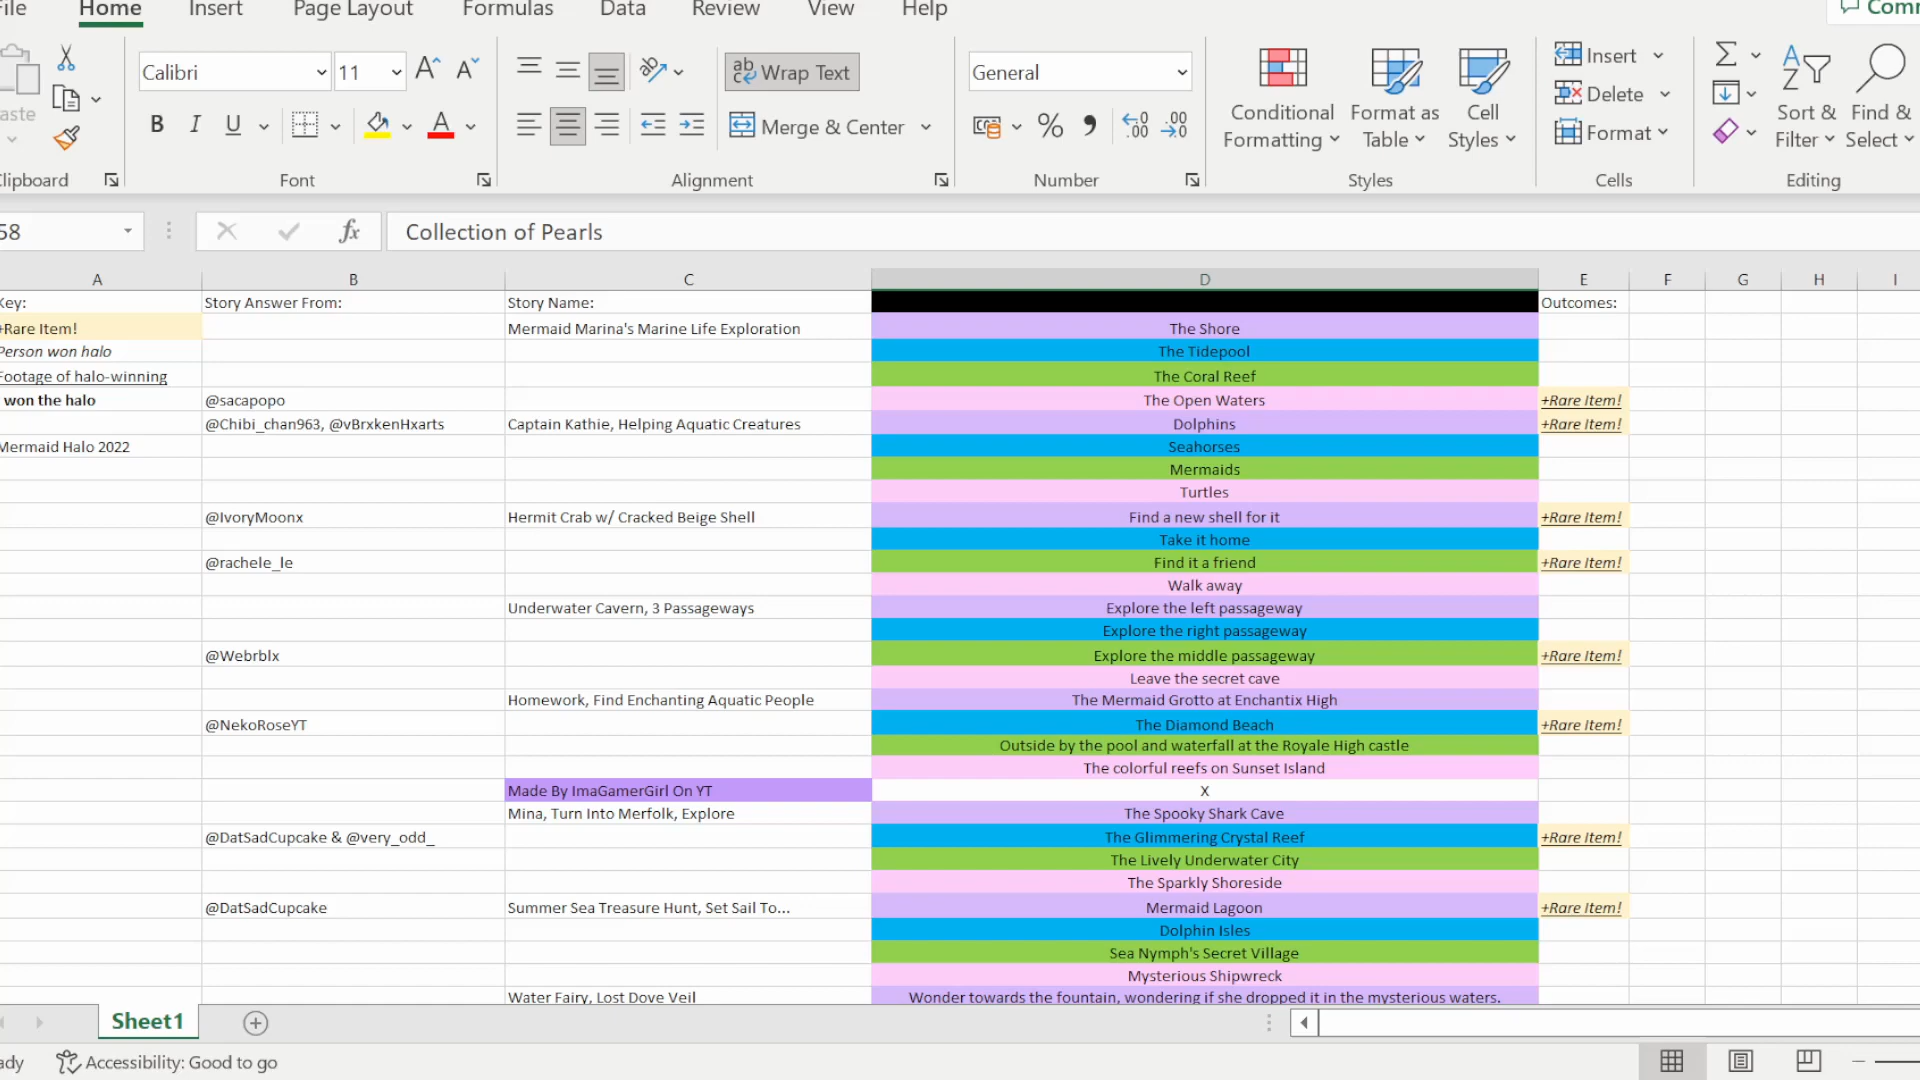 File Home Insert Page Layout Formulas Data Review View Help
Calibri 11 Wrap Text General Insert
Delete
Conditional Format as Cell Sort & Find &
Formatting Table Styles Format Filter Select
B I U Merge & Center % 9
Clipboard Font Alignment Number Styles Cells Editing
58 fx Collection of Pearls
A B C D E F G H I
Key: Story Answer From: Story Name: Outcomes:
+Rare Item! Mermaid Marina's Marine Life Exploration The Shore
Person won halo The Tidepool
Footage of halo-winning The Coral Reef
won the halo @sacapopo The Open Waters +Rare Item!
@Chibi_chan963, @vBrxkenHxarts Captain Kathie, Helping Aquatic Creatures Dolphins +Rare Item!
Mermaid Halo 2022 Seahorses
Mermaids
Turtles
@IvoryMoonx Hermit Crab w/ Cracked Beige Shell Find a new shell for it +Rare Item!
Take it home
@rachele_le Find it a friend +Rare Item!
Walk away
Underwater Cavern, 3 Passageways Explore the left passageway
Explore the right passageway
@Webrblx Explore the middle passageway +Rare Item!
Leave the secret cave
Homework, Find Enchanting Aquatic People The Mermaid Grotto at Enchantix High
@NekoRoseYT The Diamond Beach +Rare Item!
Outside by the pool and waterfall at the Royale High castle
The colorful reefs on Sunset Island
Made By ImaGamerGirl On YT X
Mina, Turn Into Merfolk, Explore The Spooky Shark Cave
@DatSadCupcake & @very_odd_ The Glimmering Crystal Reef +Rare Item!
The Lively Underwater City
The Sparkly Shoreside
@DatSadCupcake Summer Sea Treasure Hunt, Set Sail To... Mermaid Lagoon +Rare Item!
Dolphin Isles
Sea Nymph's Secret Village
Mysterious Shipwreck
Water Fairy, Lost Dove Veil Wonder towards the fountain, wondering if she dropped it in the mysterious waters.
Sheet1
Accessibility: Good to go